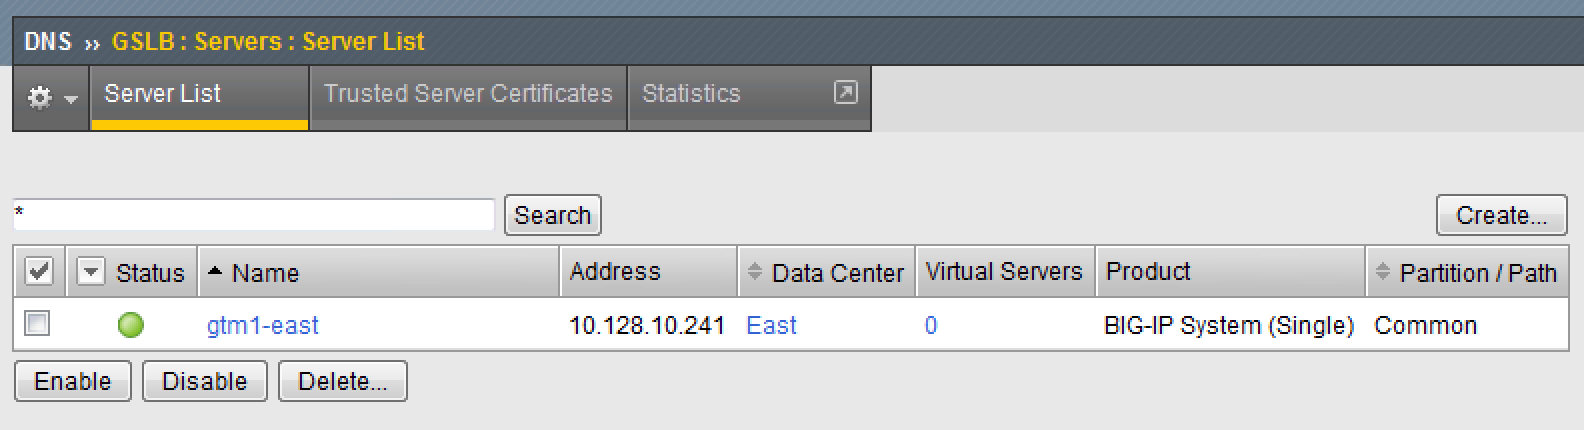 DNS ›› GSLB : Servers : Server List
Server List Trusted Server Certificates Statistics
* Search Create...
Status Name Address Data Center Virtual Servers Product Partition / Path
gtm1-east 10.128.10.241 East 0 BIG-IP System (Single) Common
Enable Disable Delete...